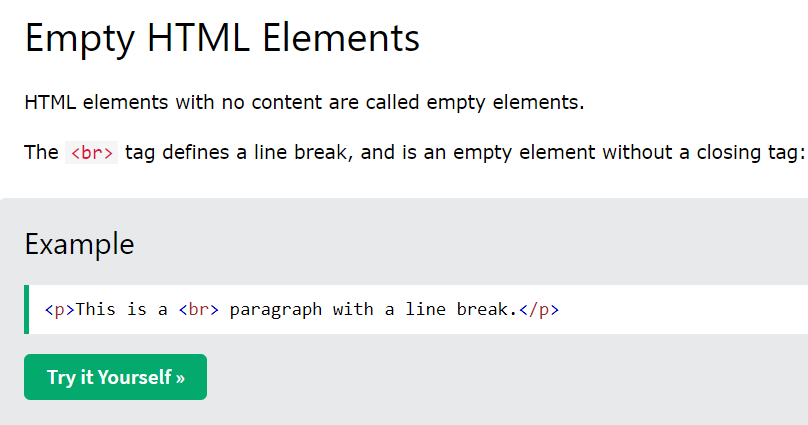 Empty HTML Elements
HTML elements with no content are called empty elements.
The <br> tag defines a line break, and is an empty element without a closing tag:
Example
<p>This is a <br> paragraph with a line break.</p>
Try it Yourself »